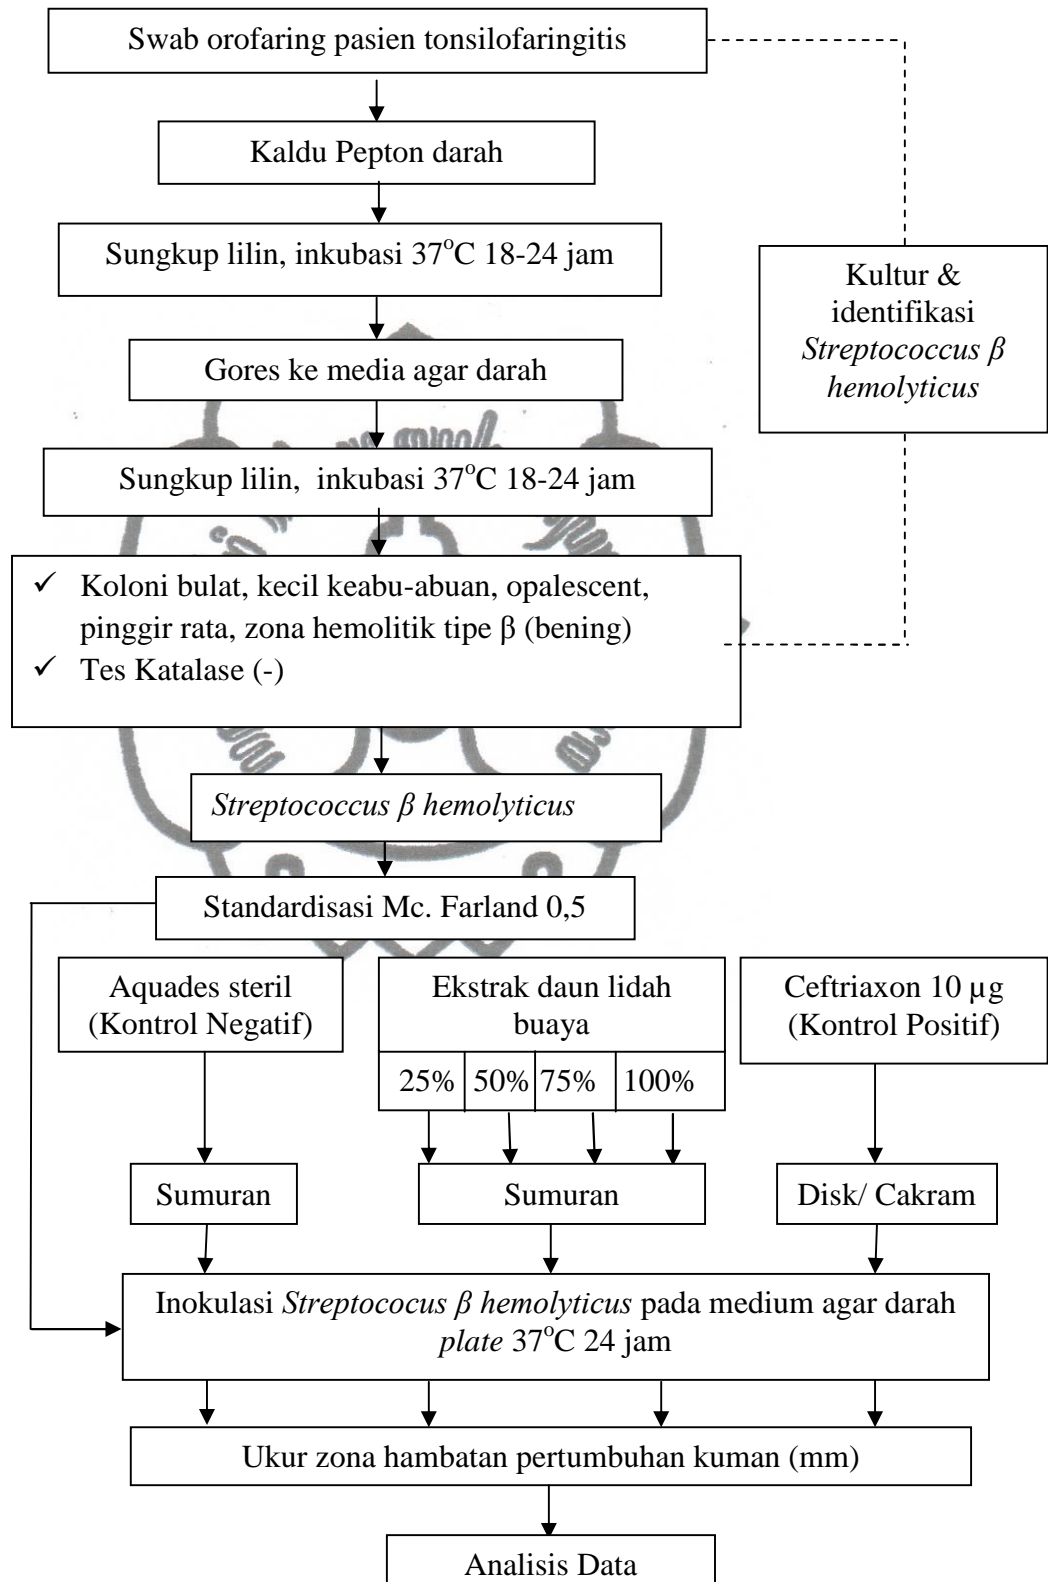 Swab orofaring pasien tonsilofaringitis
Kaldu Pepton darah
Sungkup lilin, inkubasi 37°C 18-24 jam
Kultur &
identifikasi
Streptococcus β
hemolyticus
Gores ke media agar darah
Sungkup lilin, inkubasi 37°C 18-24 jam
✓ Koloni bulat, kecil keabu-abuan, opalescent,
pinggir rata, zona hemolitik tipe β (bening)
✓ Tes Katalase (-)
Streptococcus β hemolyticus
Standardisasi Mc. Farland 0,5
Aquades steril
(Kontrol Negatif)
Ekstrak daun lidah
buaya
25% 50% 75% 100%
Ceftriaxon 10 µg
(Kontrol Positif)
Sumuran
Sumuran
Disk/ Cakram
Inokulasi Streptococus β hemolyticus pada medium agar darah
plate 37°C 24 jam
Ukur zona hambatan pertumbuhan kuman (mm)
Analisis Data